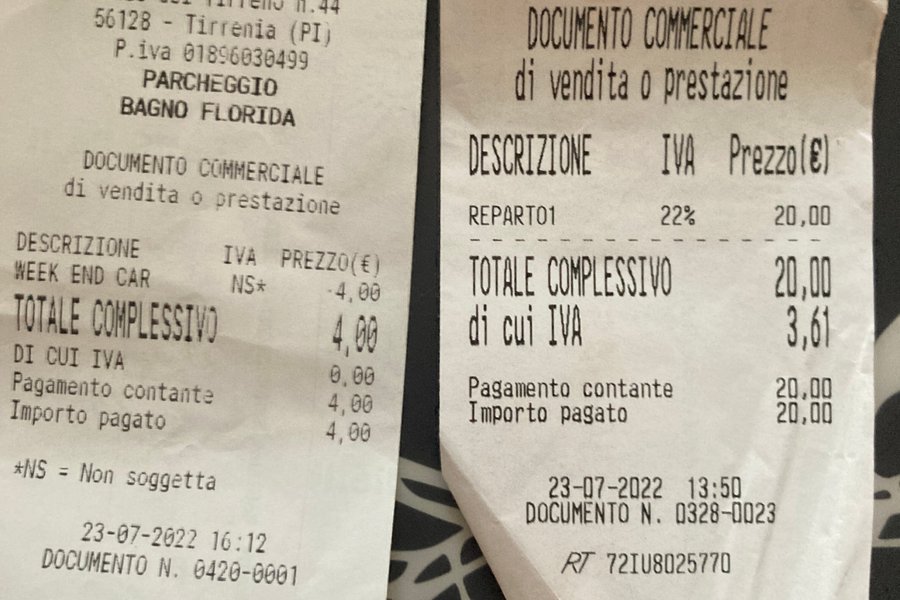 n.44
56128 - Tirrenia (PI)
P.iva 01896030499
PARCHEGGIO
BAGNO FLORIDA
DOCUMENTO COMMERCIALE
di vendita o prestazione
DESCRIZIONE IVA PREZZO(€)
WEEK END CAR NS* -4,00
TOTALE COMPLESSIVO 4,00
DI CUI IVA 0,00
Pagamento contante 4,00
Importo pagato 4,00
*NS = Non soggetta
23-07-2022 16:12
DOCUMENTO N. 0420-0001
DOCUMENTO COMMERCIALE
di vendita o prestazione
DESCRIZIONE IVA Prezzo(€)
REPARTO1 22% 20,00
TOTALE COMPLESSIVO 20,00
di cui IVA 3,61
Pagamento contante 20,00
Importo pagato 20,00
23-07-2022 13:50
DOCUMENTO N. 0328-0023
RT 72IU8025770